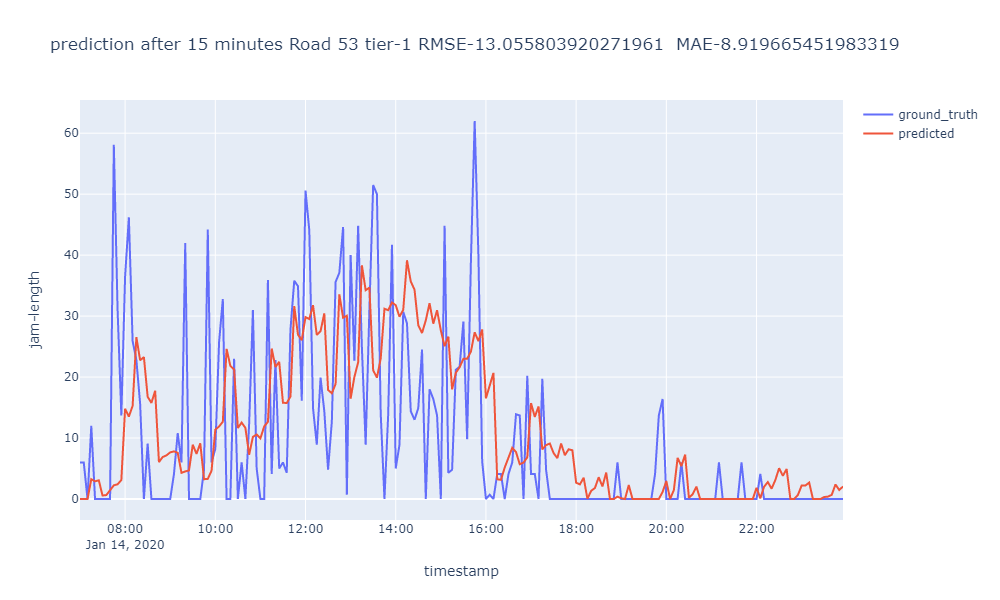 prediction after 15 minutes Road 53 tier-1 RMSE-13.055803920271961  MAE-8.919665451983319
ground_truth
predicted
jam-length
60
50
40
30
20
10
0
08:00 10:00 12:00 14:00 16:00 18:00 20:00 22:00
Jan 14, 2020
timestamp